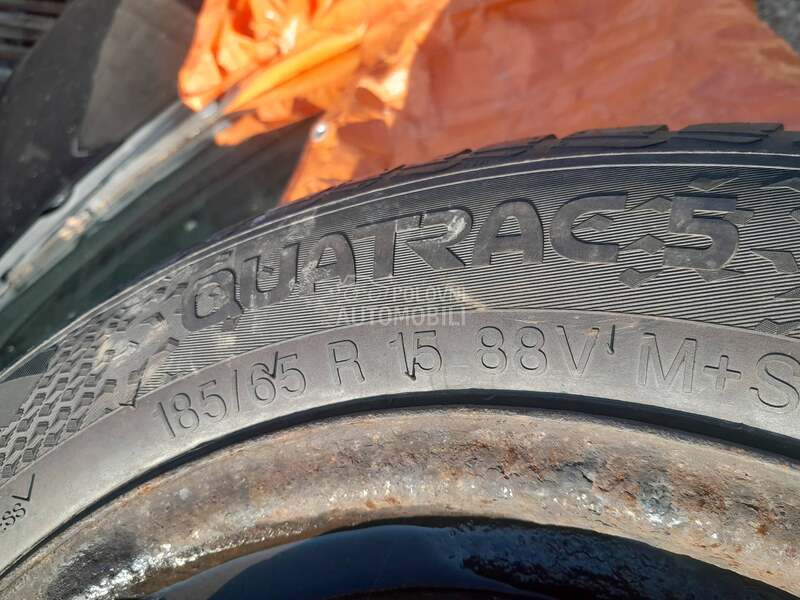 QUATRAC 5
POLOVNI
AUTOMOBILI
185/65 R 15 88V M+S